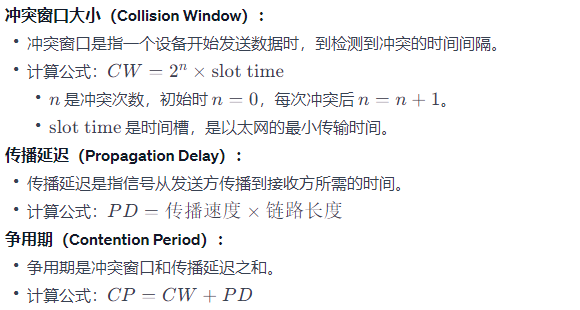 冲突窗口大小（Collision Window）:
• 冲突窗口是指一个设备开始发送数据时，到检测到冲突的时间间隔。
• 计算公式：CW = 2ⁿ × slot time
• n 是冲突次数，初始时 n = 0，每次冲突后 n = n + 1。
• slot time 是时间槽，是以太网的最小传输时间。
传播延迟（Propagation Delay）:
• 传播延迟是指信号从发送方传播到接收方所需的时间。
• 计算公式：PD = 传播速度 × 链路长度
争用期（Contention Period）:
• 争用期是冲突窗口和传播延迟之和。
• 计算公式：CP = CW + PD